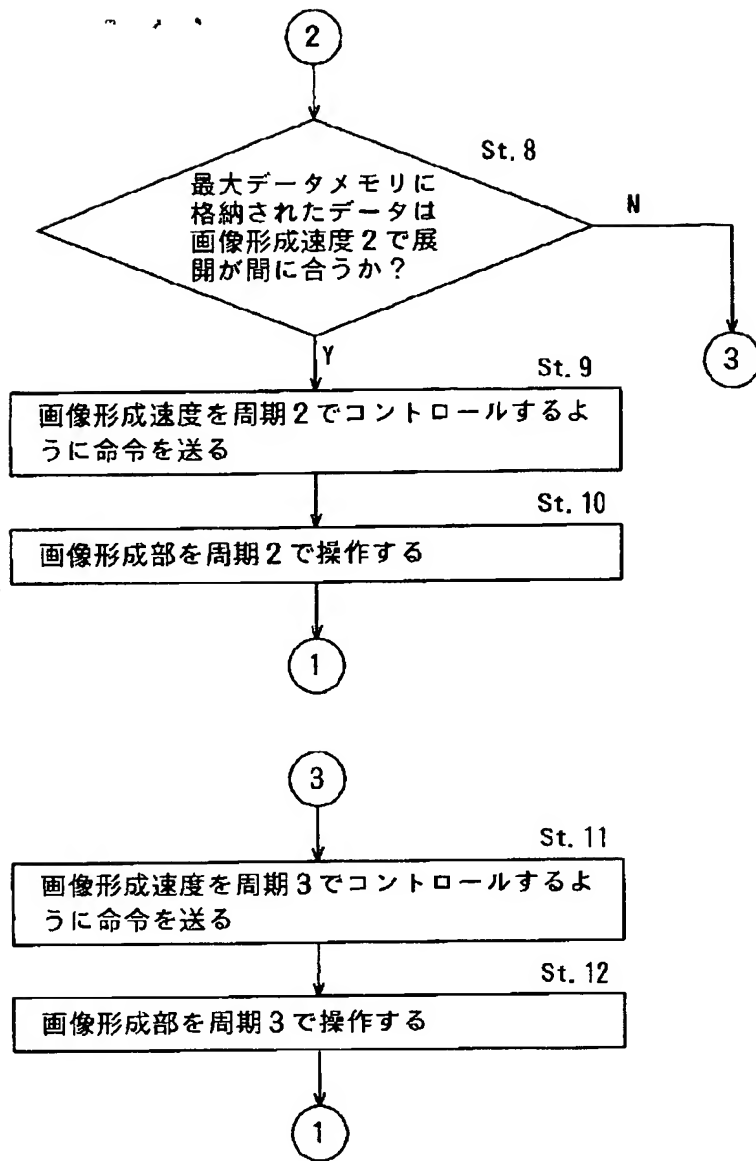 2
St. 8
最大データメモリに
格納されたデータは
画像形成速度2で展
開が間に合うか?
N
3
Y
St. 9
画像形成速度を周期2でコントロールするよ
うに命令を送る
St. 10
画像形成部を周期2で操作する
1
3
St. 11
画像形成速度を周期3でコントロールするよ
うに命令を送る
St. 12
画像形成部を周期3で操作する
1